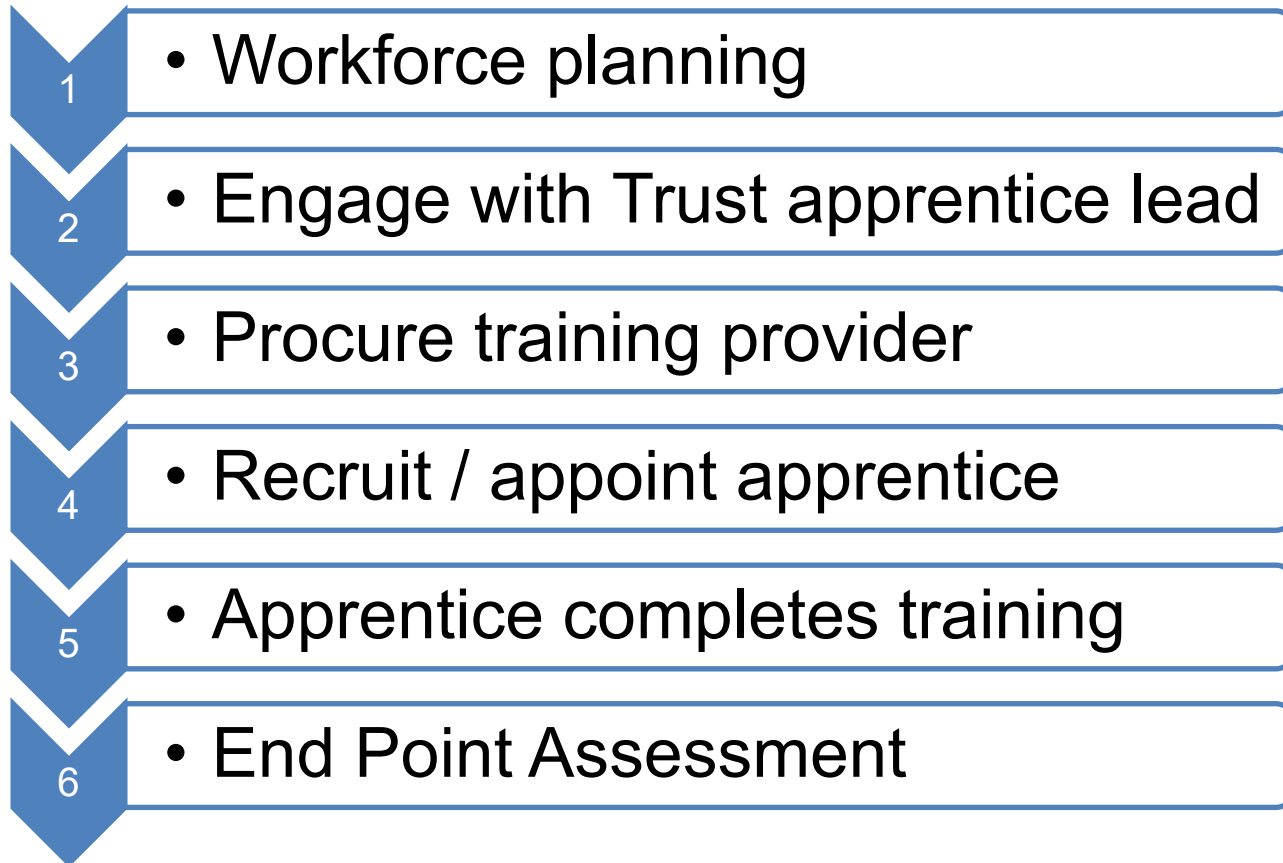 1 • Workforce planning
2 • Engage with Trust apprentice lead
3 • Procure training provider
4 • Recruit / appoint apprentice
5 • Apprentice completes training
6 • End Point Assessment